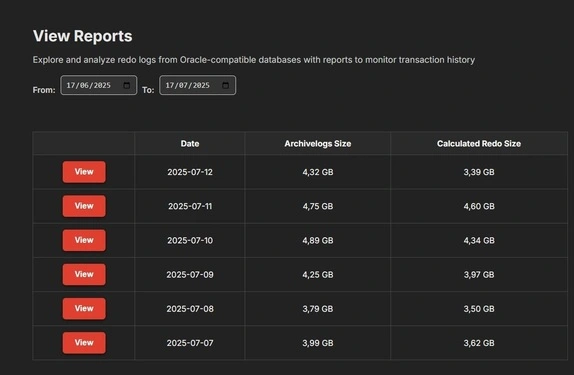 View Reports
Explore and analyze redo logs from Oracle-compatible databases with reports to monitor transaction history
From: 17/06/2025 To: 17/07/2025
Date Archivelogs Size Calculated Redo Size
View 2025-07-12 4,32 GB 3,39 GB
View 2025-07-11 4,75 GB 4,60 GB
View 2025-07-10 4,89 GB 4,34 GB
View 2025-07-09 4,25 GB 3,97 GB
View 2025-07-08 3,79 GB 3,50 GB
View 2025-07-07 3,99 GB 3,62 GB